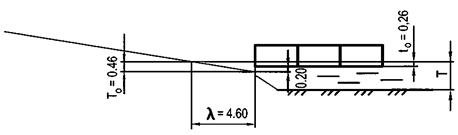 T₀ = 0.46
λ = 4.60
0.20
t₀ = 0,26
T